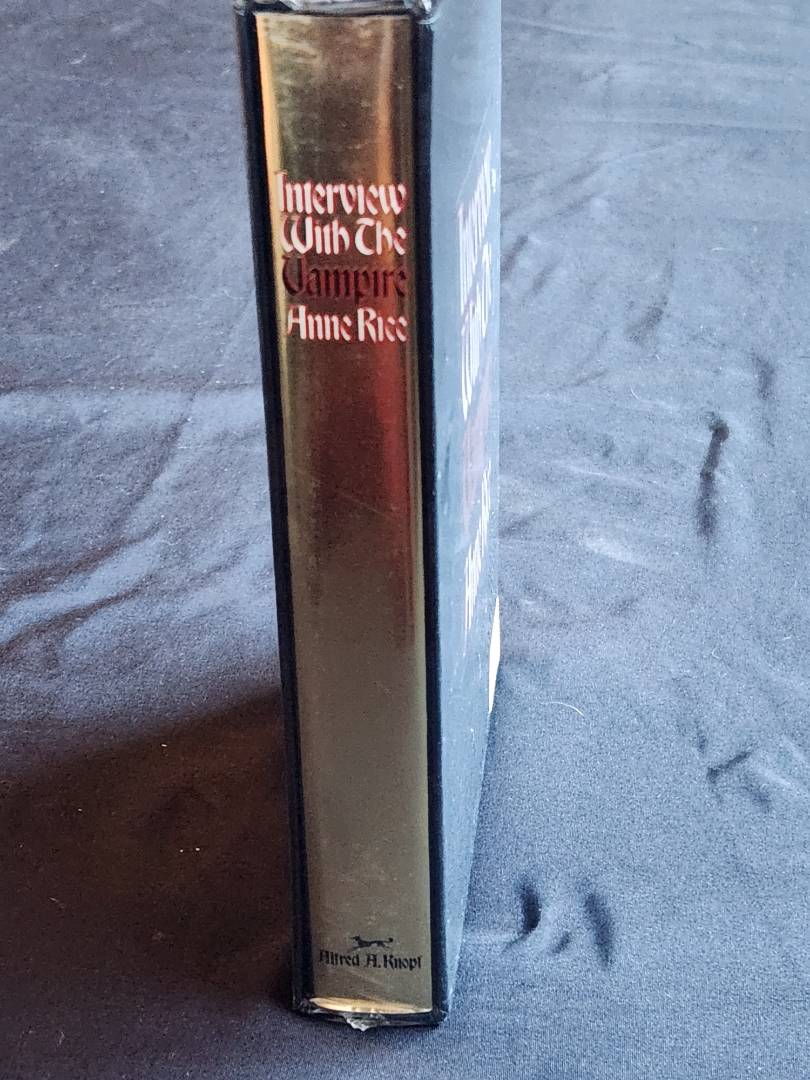 Interview
With The
Vampire
Anne Rice
Alfred A. Knopf